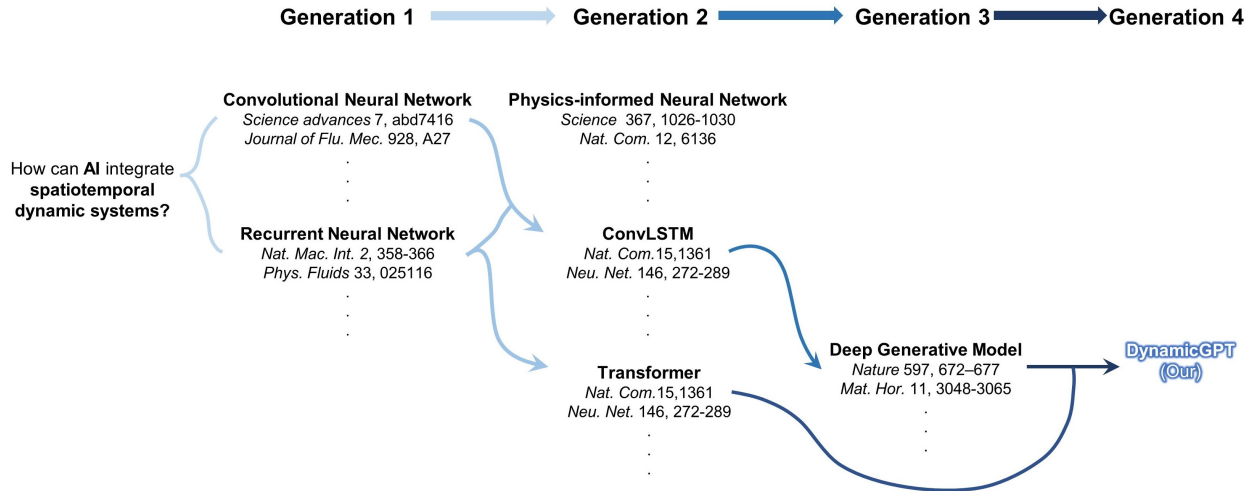 Generation 1
Generation 2
Generation 3
Generation 4
How can AI integrate
spatiotemporal
dynamic systems?
Convolutional Neural Network
Science advances 7, abd7416
Journal of Flu. Mec. 928, A27
Recurrent Neural Network
Nat. Mac. Int. 2, 358-366
Phys. Fluids 33, 025116
Physics-informed Neural Network
Science 367, 1026-1030
Nat. Com. 12, 6136
ConvLSTM
Nat. Com.15,1361
Neu. Net. 146, 272-289
Transformer
Nat. Com.15,1361
Neu. Net. 146, 272-289
Deep Generative Model
Nature 597, 672–677
Mat. Hor. 11, 3048-3065
DynamicGPT
(Our)